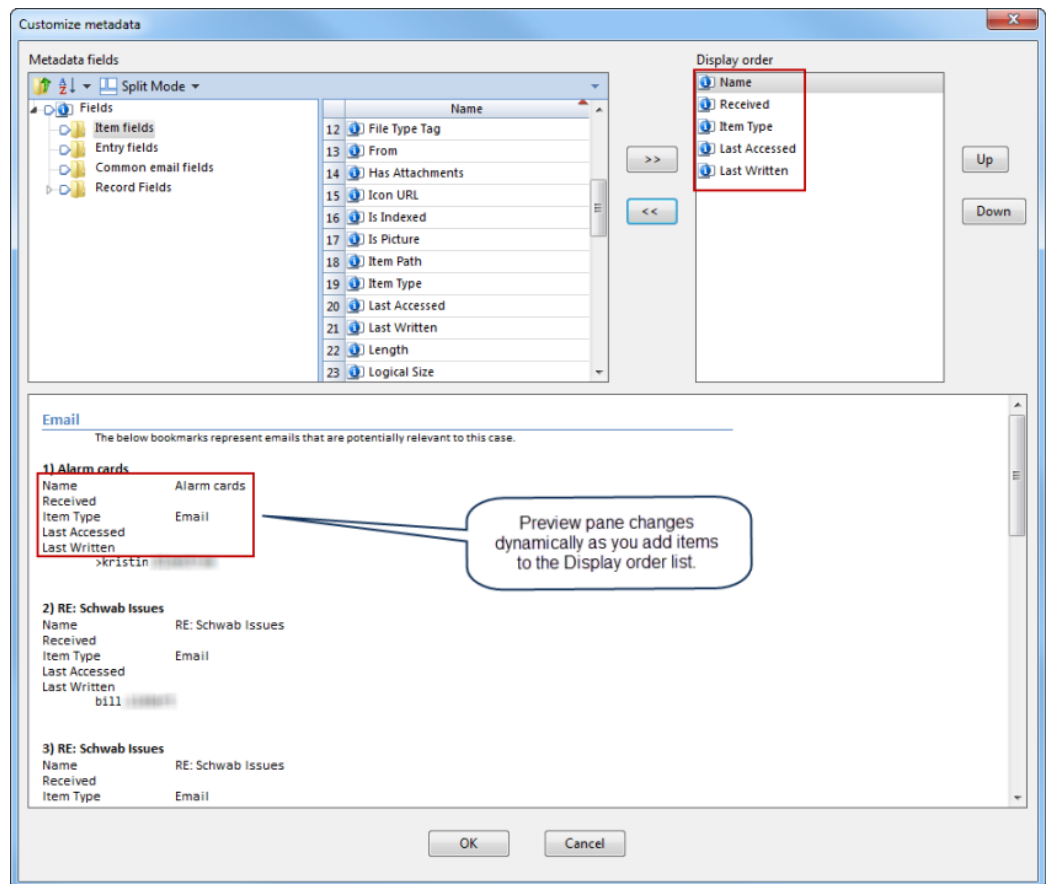 Customize metadata
x
Metadata fields
Display order
A
Z
Split Mode
Fields
Item fields
Entry fields
Common email fields
Record Fields
Name
12 File Type Tag
13 From
14 Has Attachments
15 Icon URL
16 Is Indexed
17 Is Picture
18 Item Path
19 Item Type
20 Last Accessed
21 Last Written
22 Length
23 Logical Size
>>
<<
Name
Received
Item Type
Last Accessed
Last Written
Up
Down
Email
The below bookmarks represent emails that are potentially relevant to this case.
1) Alarm cards
Name Alarm cards
Received
Item Type Email
Last Accessed
Last Written
>kristin
Preview pane changes
dynamically as you add items
to the Display order list.
2) RE: Schwab Issues
Name RE: Schwab Issues
Received
Item Type Email
Last Accessed
Last Written
bill
3) RE: Schwab Issues
Name RE: Schwab Issues
Received
Item Type Email
OK Cancel